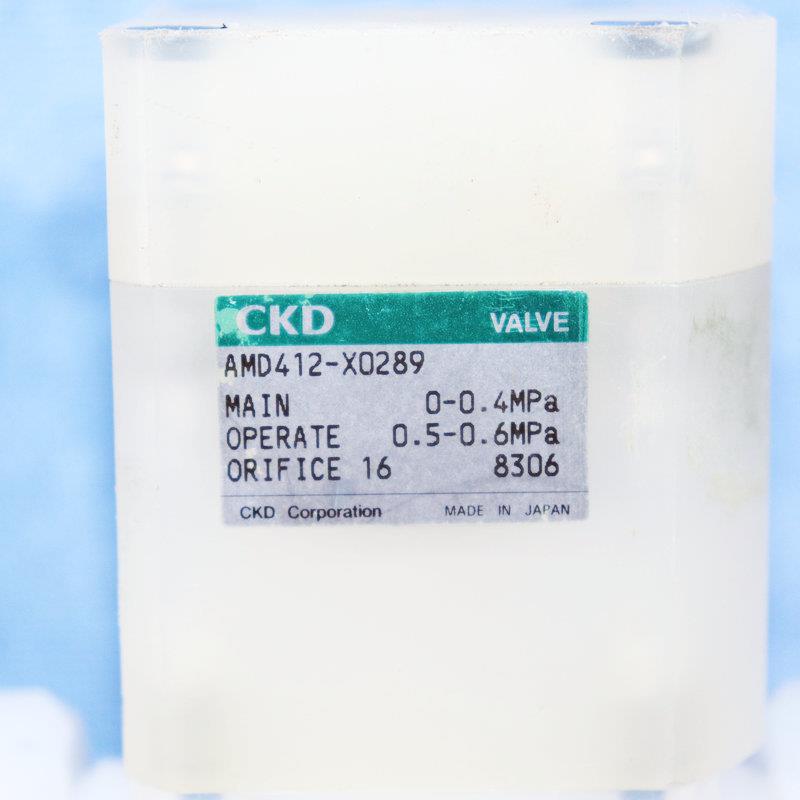 CKD VALVE
AMD412-X0289
MAIN 0-0.4MPa
OPERATE 0.5-0.6MPa
ORIFICE 16 8306
CKD Corporation MADE IN JAPAN